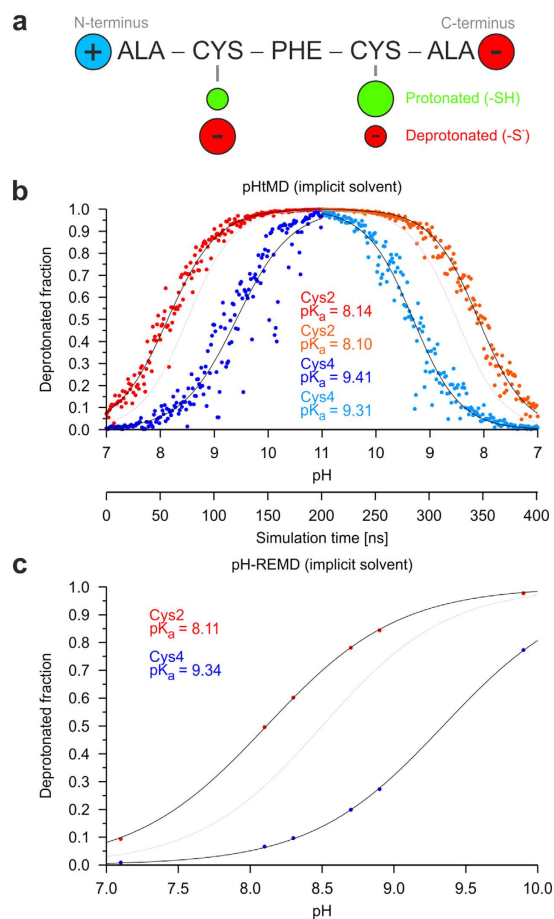 a
N-terminus
C-terminus
+ ALA – CYS – PHE – CYS – ALA -
Protonated (-SH)
- - Deprotonated (-S⁻)
b
pHtMD (implicit solvent)
Deprotonated fraction
1.0
0.9
0.8
0.7
0.6
0.5
0.4
0.3
0.2
0.1
0.0
Cys2
pKa = 8.14
Cys2
pKa = 8.10
Cys4
pKa = 9.41
Cys4
pKa = 9.31
7 8 9 10 11 10 9 8 7
pH
0 50 100 150 200 250 300 350 400
Simulation time [ns]
c
pH-REMD (implicit solvent)
Deprotonated fraction
1.0
0.9
0.8
0.7
0.6
0.5
0.4
0.3
0.2
0.1
0.0
Cys2
pKa = 8.11
Cys4
pKa = 9.34
7.0 7.5 8.0 8.5 9.0 9.5 10.0
pH